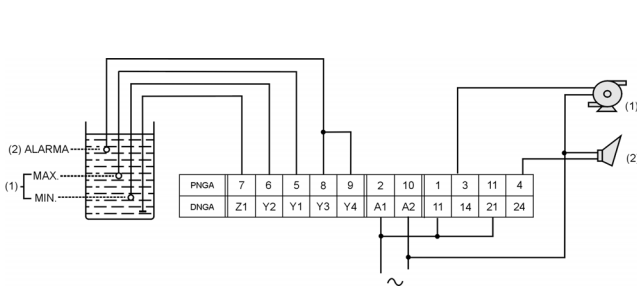 (1)
(2) ALARMA
(2
MAX.
(1)
MIN.
PNGA 7 6 5 8 9 2 10 1 3 11 4
DNGA Z1 Y2 Y1 Y3 Y4 A1 A2 11 14 21 24